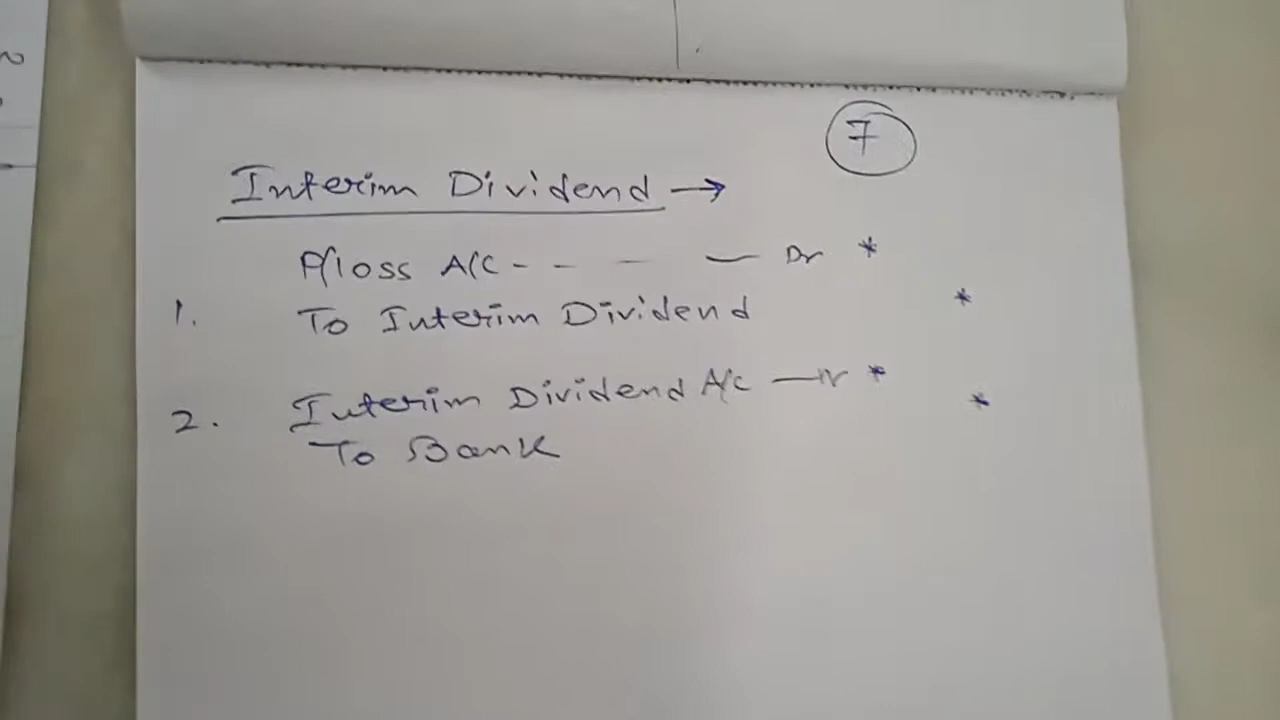 7
Interim Dividend →
P/loss A/C - - - — Dr *
1. To Interim Dividend *
2. Interim Dividend A/c — Dr *
To Bank *